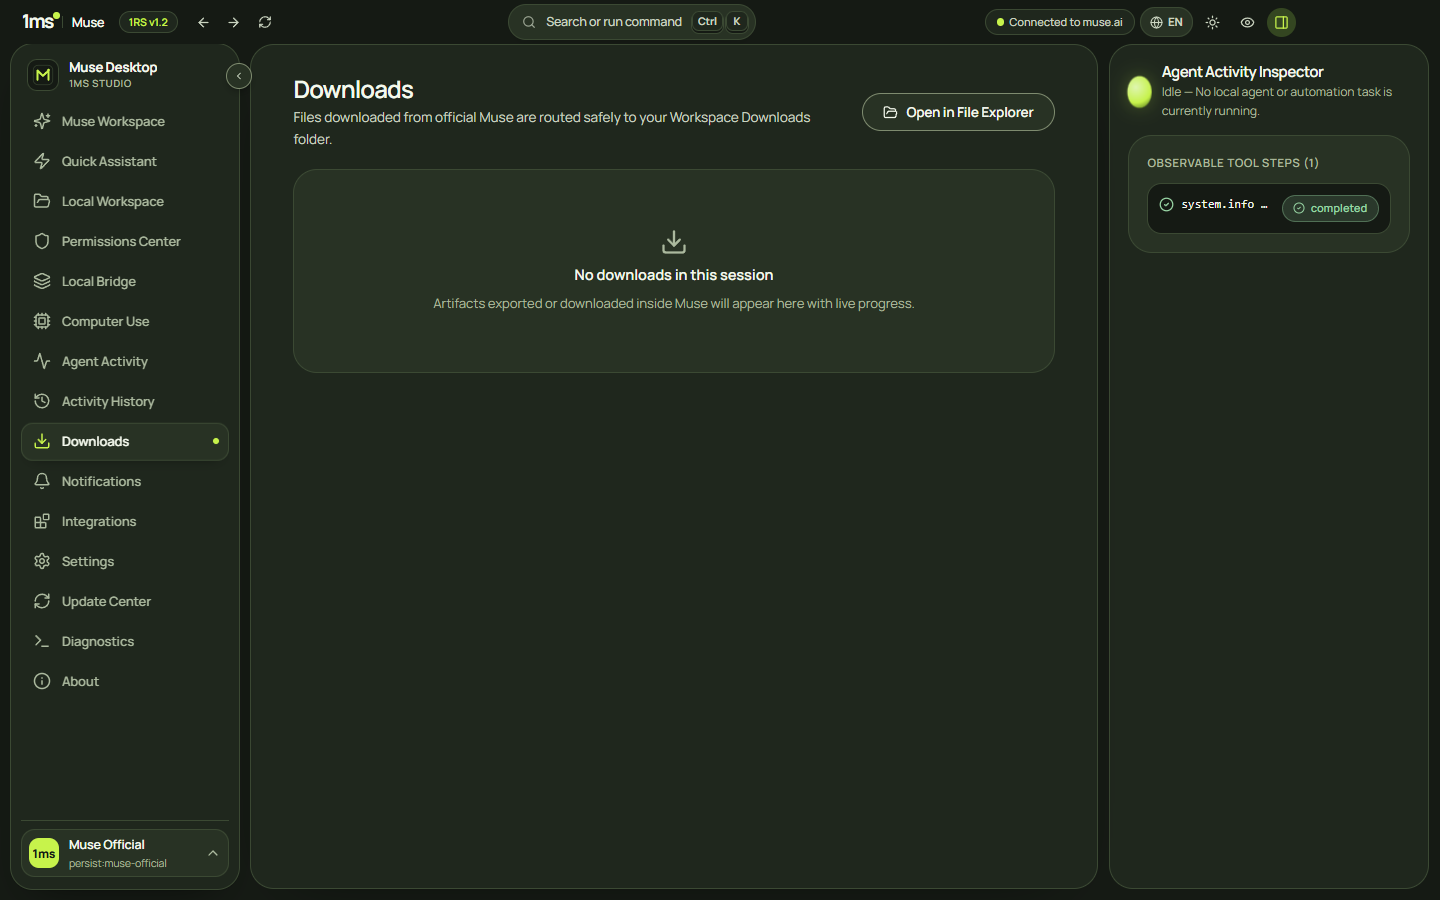 1ms Muse 1RS v1.2
Search or run command Ctrl K
Connected to muse.ai
EN
Muse Desktop
1MS STUDIO
Muse Workspace
Quick Assistant
Local Workspace
Permissions Center
Local Bridge
Computer Use
Agent Activity
Activity History
Downloads
Notifications
Integrations
Settings
Update Center
Diagnostics
About
1ms
Muse Official
persist:muse-official
Downloads
Files downloaded from official Muse are routed safely to your Workspace Downloads
folder.
Open in File Explorer
No downloads in this session
Artifacts exported or downloaded inside Muse will appear here with live progress.
Agent Activity Inspector
Idle — No local agent or automation task is
currently running.
OBSERVABLE TOOL STEPS (1)
system.info …
completed